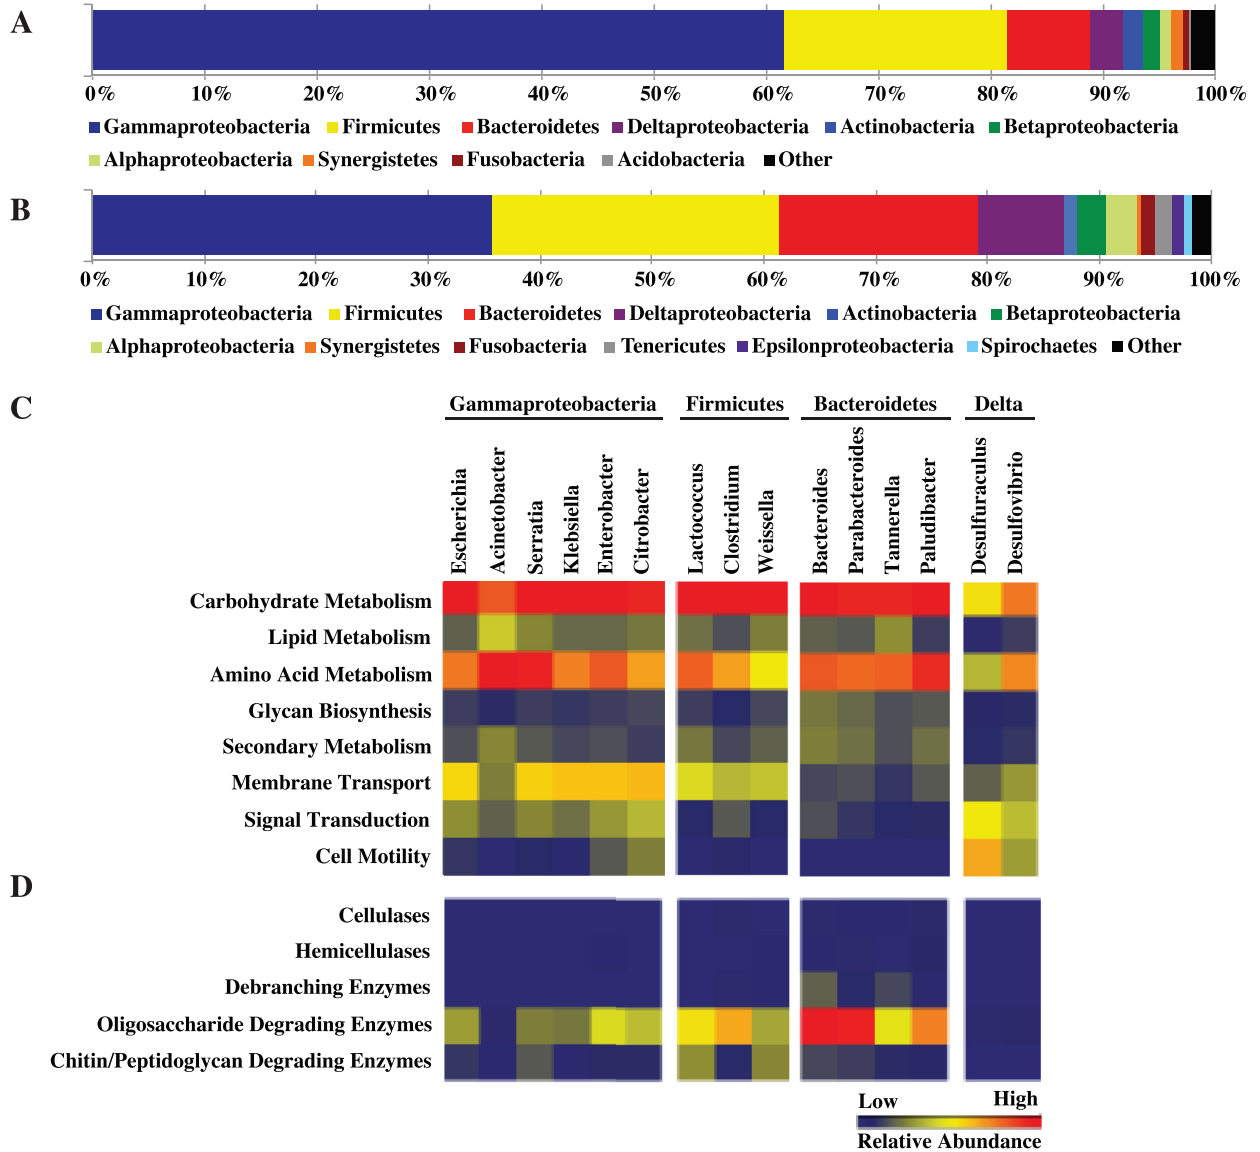 A
0% 10% 20% 30% 40% 50% 60% 70% 80% 90% 100%
Gammaproteobacteria Firmicutes Bacteroidetes Deltaproteobacteria Actinobacteria Betaproteobacteria
Alphaproteobacteria Synergistetes Fusobacteria Acidobacteria Other
B
0% 10% 20% 30% 40% 50% 60% 70% 80% 90% 100%
Gammaproteobacteria Firmicutes Bacteroidetes Deltaproteobacteria Actinobacteria Betaproteobacteria
Alphaproteobacteria Synergistetes Fusobacteria Tenericutes Epsilonproteobacteria Spirochaetes Other
C
Gammaproteobacteria Firmicutes Bacteroidetes Delta
Escherichia
Acinetobacter
Serratia
Klebsiella
Enterobacter
Citrobacter
Lactococcus
Clostridium
Weissella
Bacteroides
Parabacteroides
Tannerella
Paludibacter
Desulfuraculus
Desulfovibrio
Carbohydrate Metabolism
Lipid Metabolism
Amino Acid Metabolism
Glycan Biosynthesis
Secondary Metabolism
Membrane Transport
Signal Transduction
Cell Motility
D
Cellulases
Hemicellulases
Debranching Enzymes
Oligosaccharide Degrading Enzymes
Chitin/Peptidoglycan Degrading Enzymes
Low High
Relative Abundance